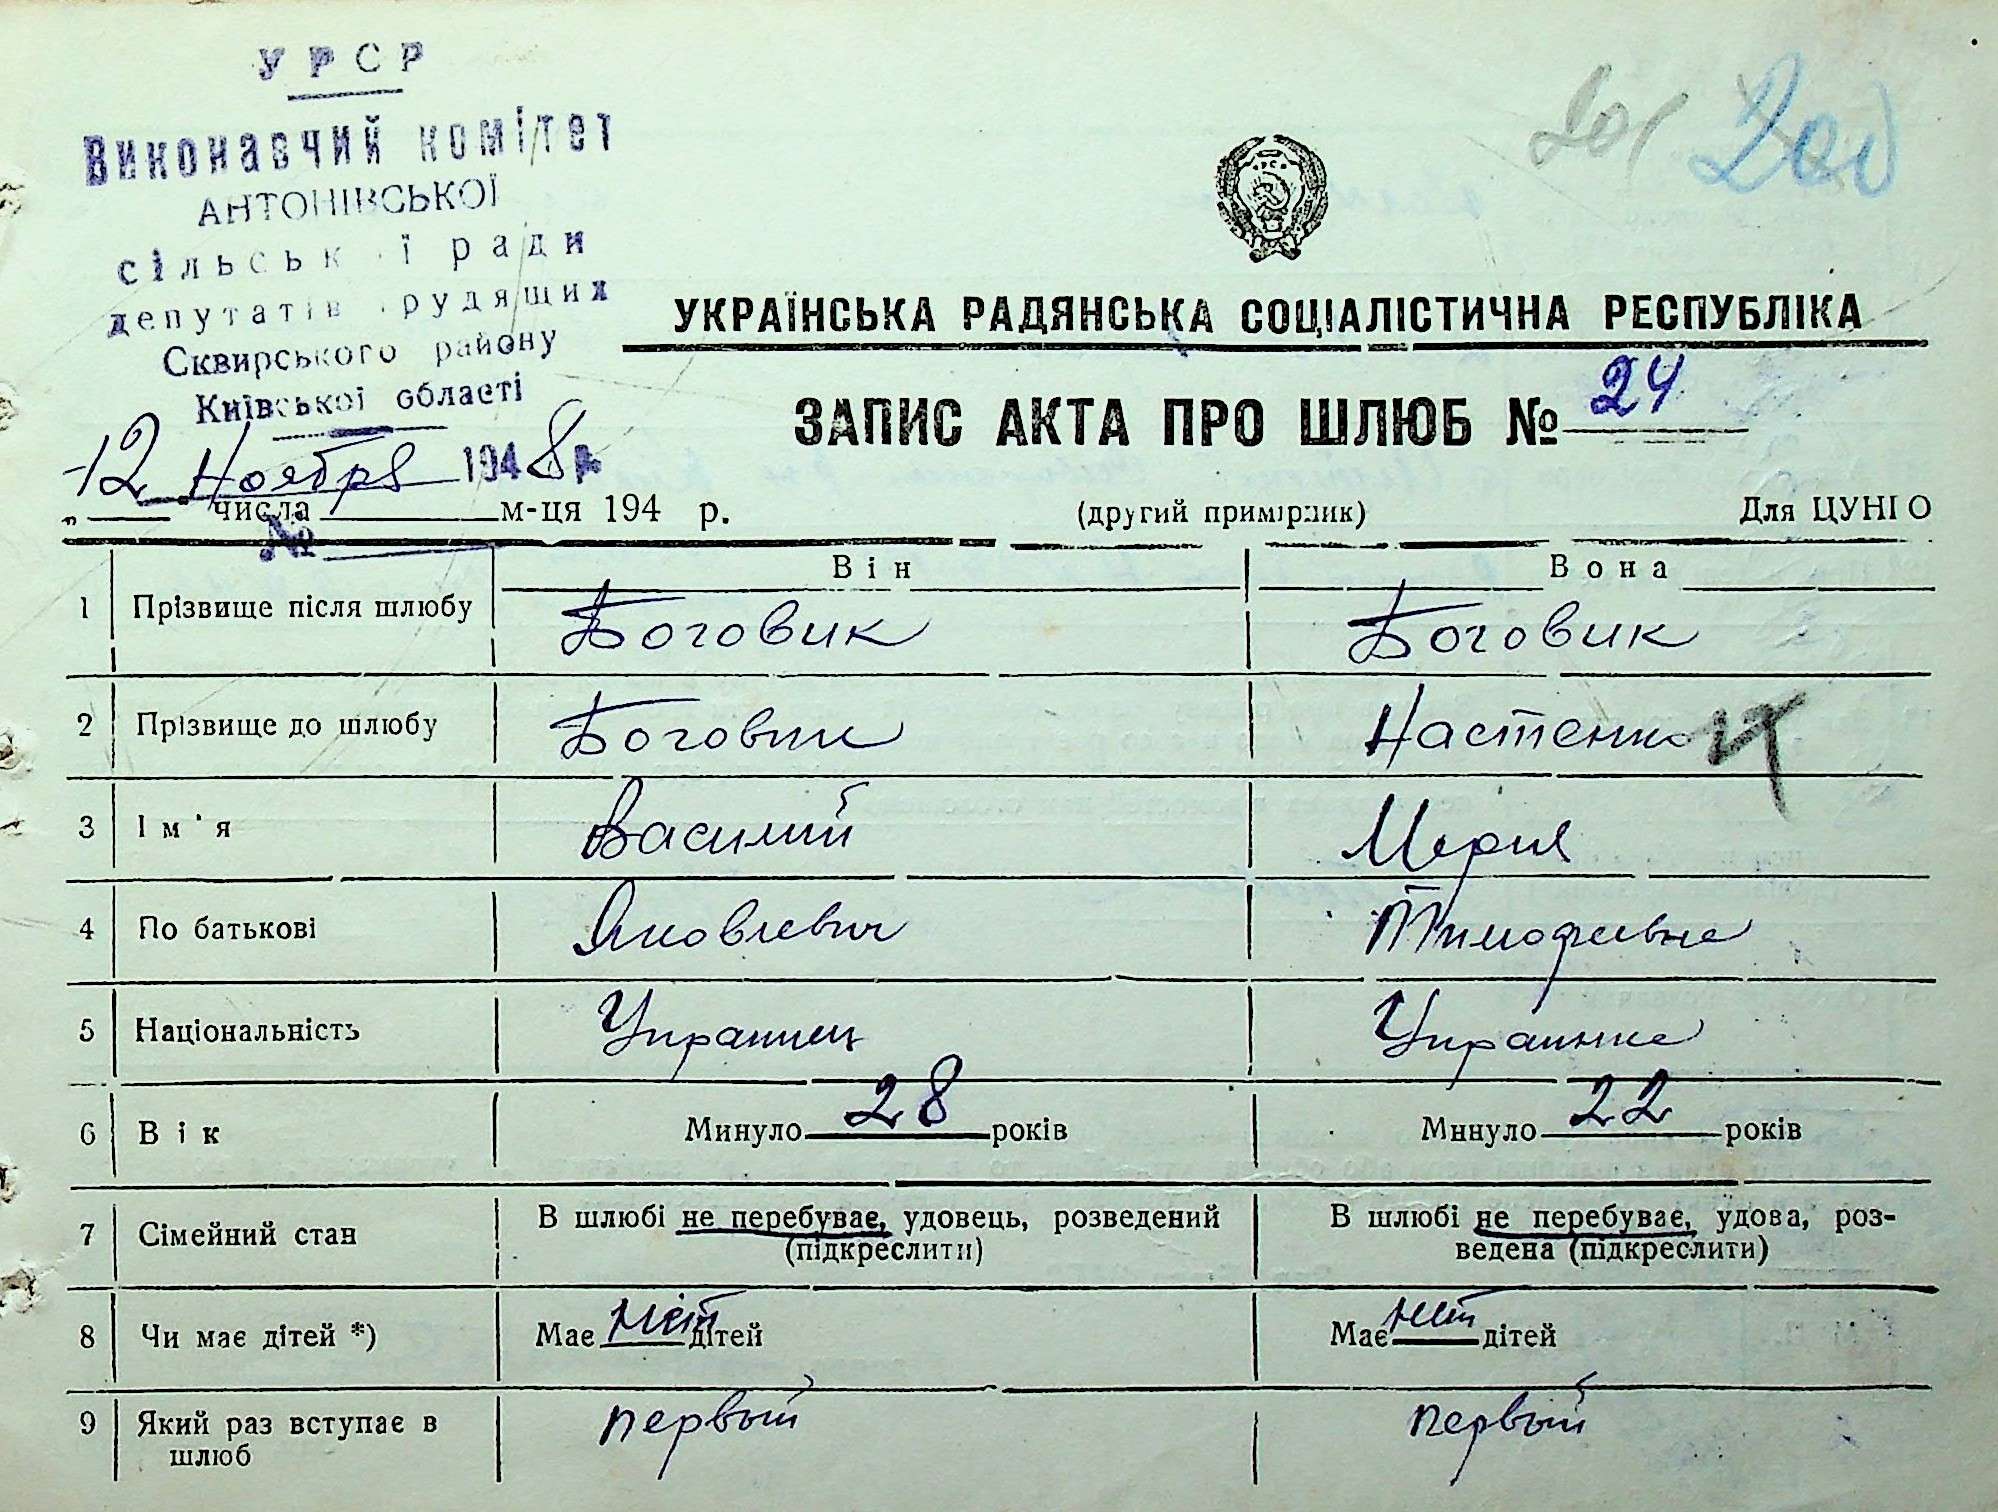 УРСР
Виконавчий комітет
АНТОНІВСЬКОЇ
сільської ради
депутатів трудящих
Сквирського району
Київської області
12 Ноября 1948 р.
201 200
УКРАЇНСЬКА РАДЯНСЬКА СОЦІАЛІСТИЧНА РЕСПУБЛІКА
ЗАПИС АКТА ПРО ШЛЮБ № 24
„ числа м-ця 194 р. (другий примірник) Для ЦУНГО
№
Він Вона
1 Прізвище після шлюбу Боговик Боговик
2 Прізвище до шлюбу Боговик Настенко
3 Ім'я Василий Мария
4 По батькові Яковлевич Тимофеевна
5 Національність Украинец Украинка
6 Вік Минуло 28 років Минуло 22 років
7 Сімейний стан В шлюбі не перебуває, удовець, розведений В шлюбі не перебуває, удова, роз-
(підкреслити) ведена (підкреслити)
8 Чи має дітей *) Має нет дітей Має нет дітей
9 Який раз вступає в первый первый
шлюб